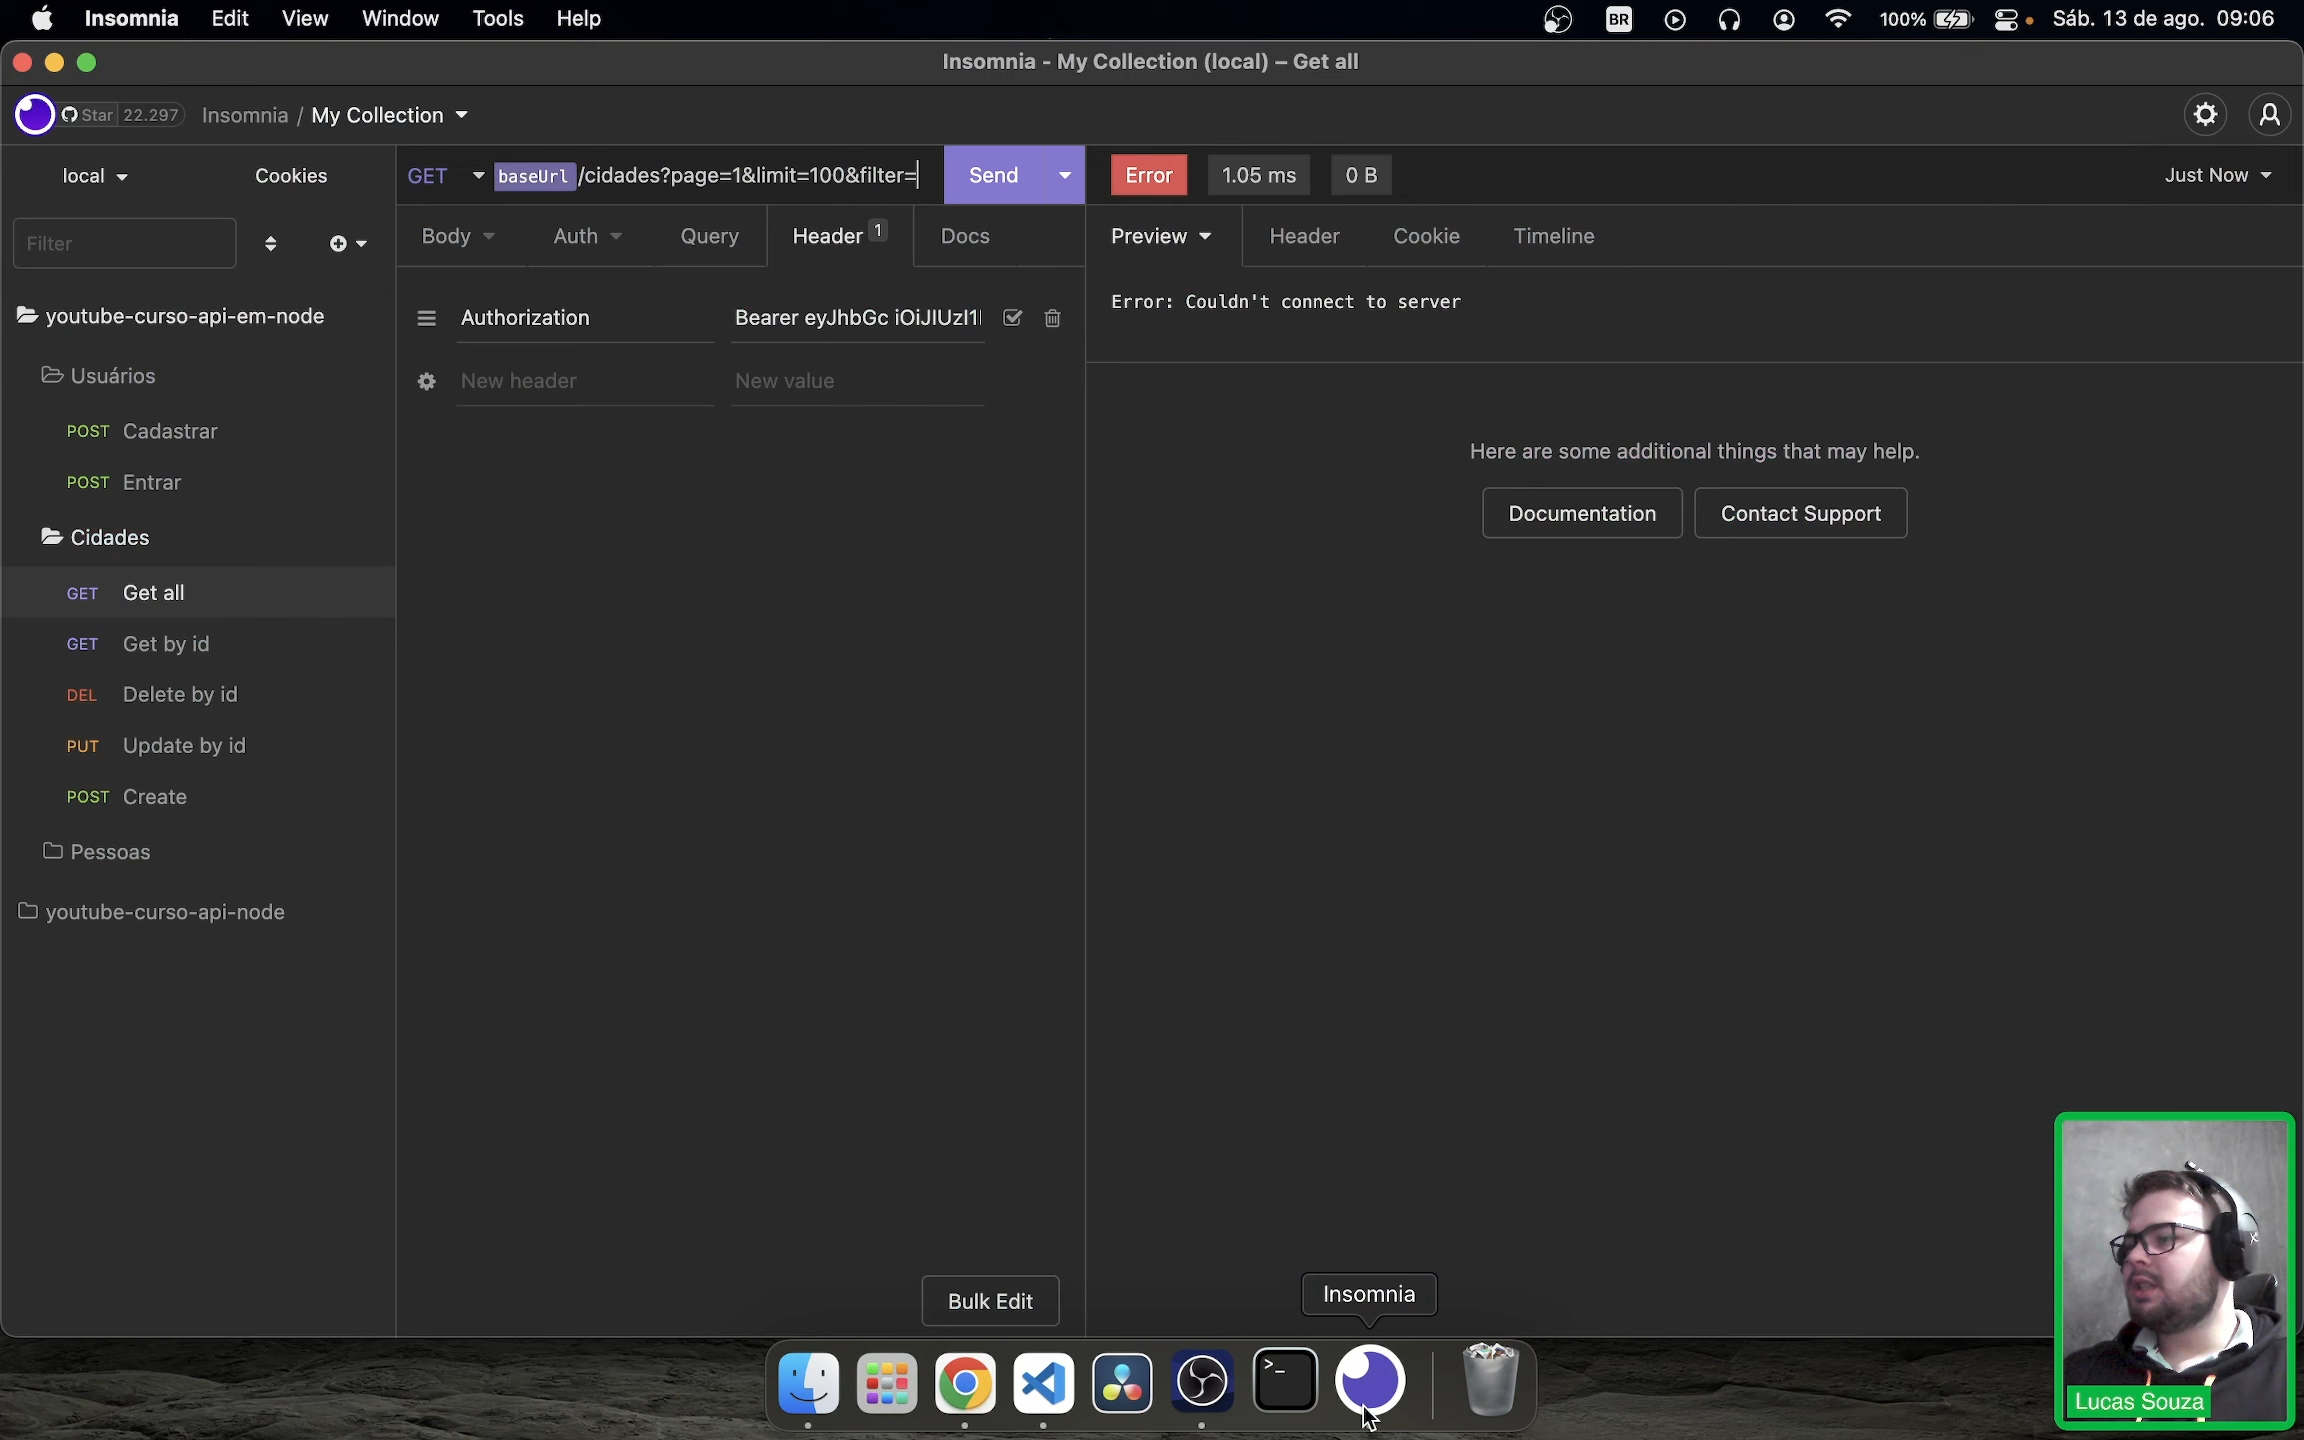 Insomnia Edit View Window Tools Help
BR 100% Sáb. 13 de ago. 09:06
Insomnia - My Collection (local) – Get all
Star 22.297 Insomnia / My Collection
local Cookies
GET baseUrl /cidades?page=1&limit=100&filter= Send
Error 1.05 ms 0 B Just Now
Filter
Body Auth Query Header 1 Docs
Preview Header Cookie Timeline
youtube-curso-api-em-node
Usuários
POST Cadastrar
POST Entrar
Cidades
GET Get all
GET Get by id
DEL Delete by id
PUT Update by id
POST Create
Pessoas
youtube-curso-api-node
Authorization Bearer eyJhbGc iOiJIUzI1
New header New value
Bulk Edit
Error: Couldn't connect to server
Here are some additional things that may help.
Documentation Contact Support
Insomnia
>_
Lucas Souza